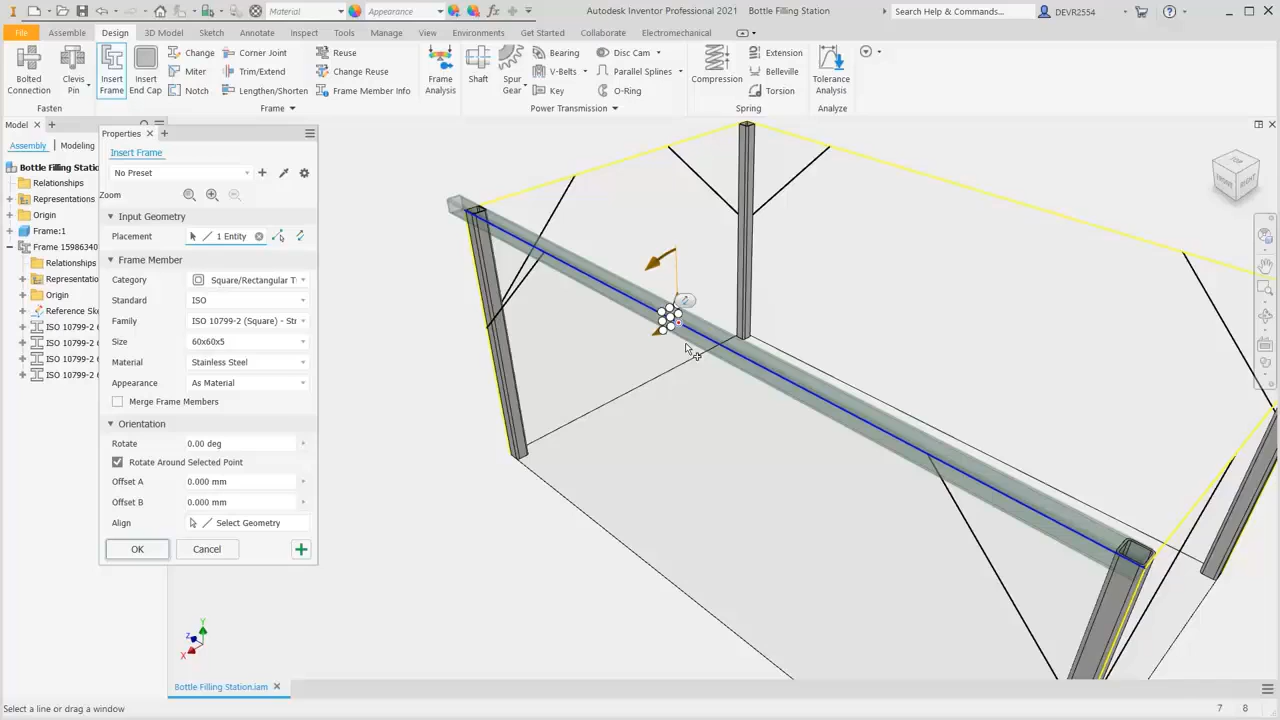 Material
Appearance
Autodesk Inventor Professional 2021
Bottle Filling Station
Search Help & Commands...
DEVR2554
File
Assemble
Design
3D Model
Sketch
Annotate
Inspect
Tools
Manage
View
Environments
Get Started
Collaborate
Electromechanical
Bolted Connection
Clevis Pin
Insert Frame
Insert End Cap
Change
Miter
Notch
Corner Joint
Trim/Extend
Lengthen/Shorten
Reuse
Change Reuse
Frame Member Info
Frame Analysis
Shaft
Spur Gear
Bearing
V-Belts
Key
Disc Cam
Parallel Splines
O-Ring
Compression
Extension
Belleville
Torsion
Tolerance Analysis
Fasten
Frame
Power Transmission
Spring
Analyze
Model
Assembly
Modeling
Bottle Filling Stati
Relationships
Representations
Origin
Frame:1
Frame 15986340
Relationships
Representati
Origin
Reference Ske
ISO 10799-2 (
ISO 10799-2 (
ISO 10799-2 (
ISO 10799-2 (
Properties
Insert Frame
No Preset
Zoom
Input Geometry
Placement
1 Entity
Frame Member
Category
Square/Rectangular T
Standard
ISO
Family
ISO 10799-2 (Square) - Str
Size
60x60x5
Material
Stainless Steel
Appearance
As Material
Merge Frame Members
Orientation
Rotate
0.00 deg
Rotate Around Selected Point
Offset A
0.000 mm
Offset B
0.000 mm
Align
Select Geometry
OK
Cancel
TOP
FRONT
RIGHT
Y
Z
X
Bottle Filling Station.iam
Select a line or drag a window
7
8